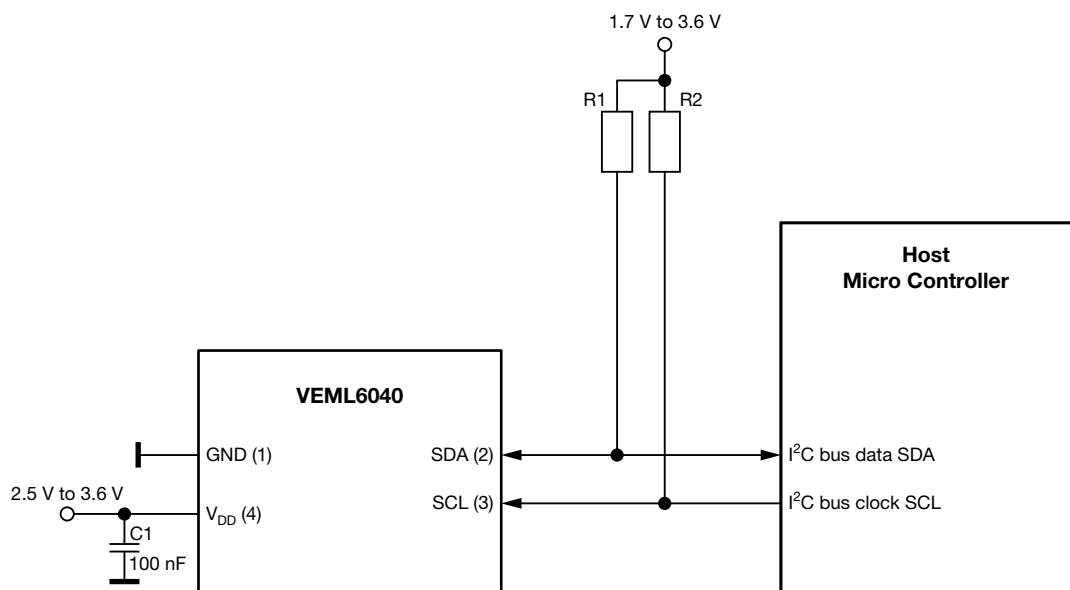 1.7 V to 3.6 V
R1
R2
Host
Micro Controller
VEML6040
GND (1)
SDA (2)
I²C bus data SDA
2.5 V to 3.6 V
SCL (3)
I²C bus clock SCL
V_DD (4)
C1
100 nF